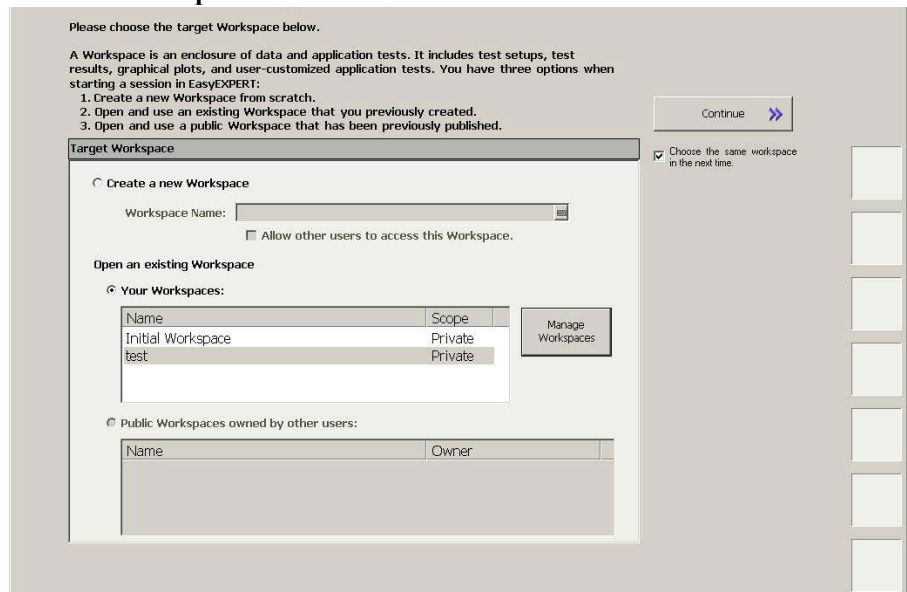 Please choose the target Workspace below.
A Workspace is an enclosure of data and application tests. It includes test setups, test
results, graphical plots, and user-customized application tests. You have three options when
starting a session in EasyEXPERT:
1. Create a new Workspace from scratch.
2. Open and use an existing Workspace that you previously created.
3. Open and use a public Workspace that has been previously published.
Continue
Target Workspace
Choose the same workspace
in the next time.
Create a new Workspace
Workspace Name:
Allow other users to access this Workspace.
Open an existing Workspace
Your Workspaces:
Name Scope
Initial Workspace Private
test Private
Manage
Workspaces
Public Workspaces owned by other users:
Name Owner